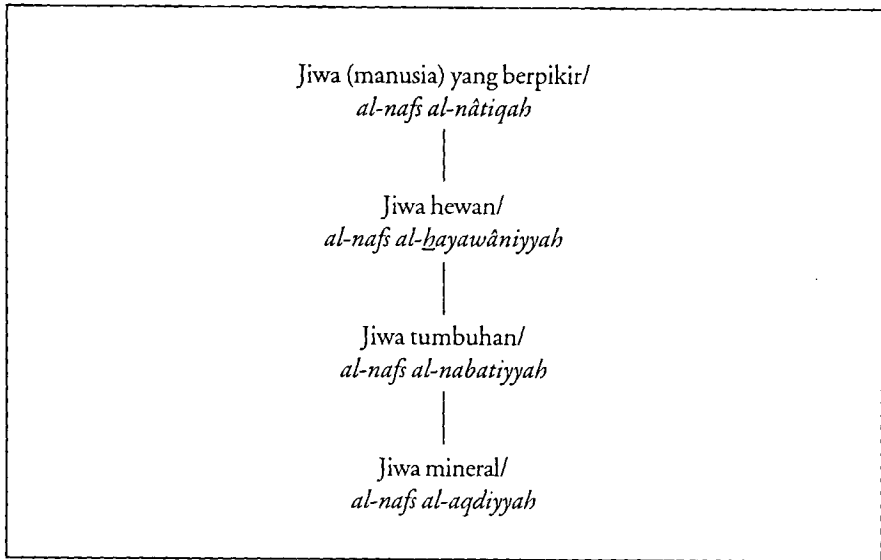 Jiwa (manusia) yang berpikir/
al-nafs al-nâtiqah
Jiwa hewan/
al-nafs al-ḫayawâniyyah
Jiwa tumbuhan/
al-nafs al-nabatiyyah
Jiwa mineral/
al-nafs al-aqdiyyah